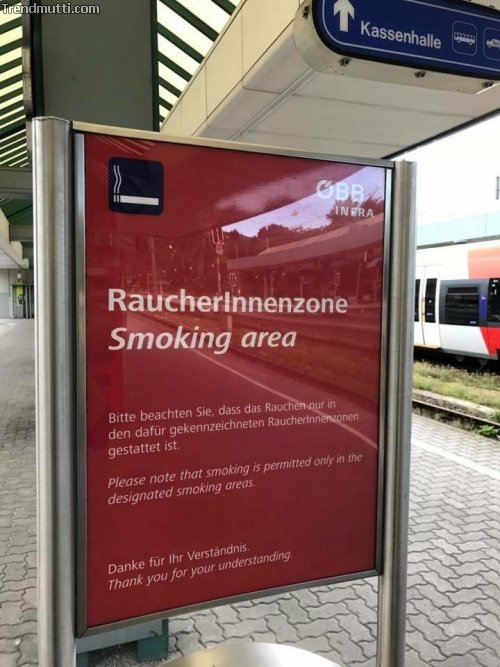 Trendmutti.com
Kassenhalle
ÖBB
INFRA
RaucherInnenzone
Smoking area
Bitte beachten Sie, dass das Rauchen nur in
den dafür gekennzeichneten RaucherInnenzonen
gestattet ist.
Please note that smoking is permitted only in the
designated smoking areas.
Danke für Ihr Verständnis.
Thank you for your understanding.